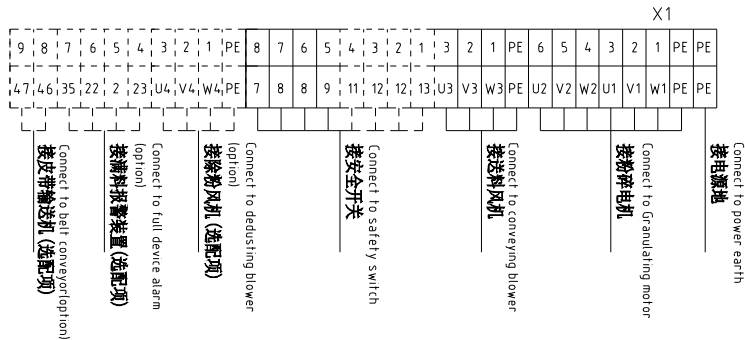 X1
9 8 7 6 5 4 3 2 1 PE 8 7 6 5 4 3 2 1 3 2 1 PE 6 5 4 3 2 1 PE PE
47 46 35 22 2 23 U4 V4 W4 PE 7 8 8 9 11 12 12 13 U3 V3 W3 PE U2 V2 W2 U1 V1 W1 PE PE
Connect to power earth
接电源地
Connect to Granulating motor
接粉碎电机
Connect to conveying blower
接送料风机
Connect to safety switch
接安全开关
Connect to dedusting blower
(option)
接除粉风机 (选配项)
Connect to full device alarm
(option)
接满料报警装置 (选配项)
Connect to belt conveyor(option)
接皮带输送机 (选配项)